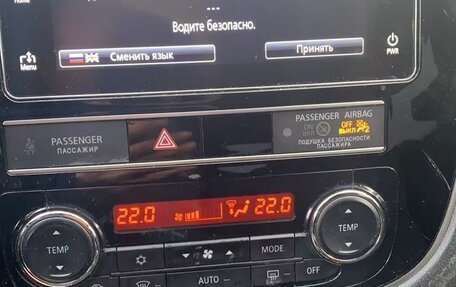 Водите безопасно.
Menu
Сменить язык
Принять
PWR
PASSENGER
ПАССАЖИР
PASSENGER AIRBAG
ON
ВКЛ
OFF
ВЫКЛ
ПОДУШКА БЕЗОПАСНОСТИ
ПАССАЖИРА
22.0
22.0
TEMP
TEMP
MODE
AUTO
OFF